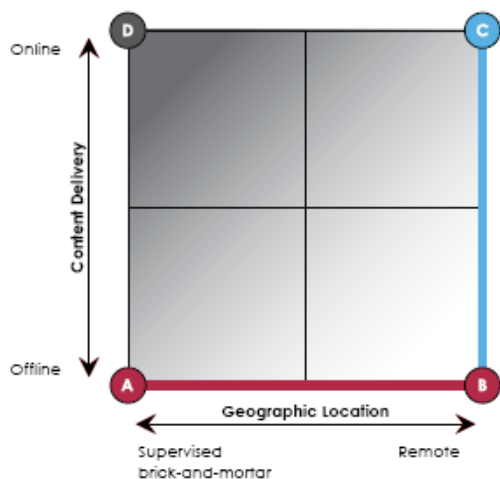 D
C
Online
Content Delivery
Offline
A
B
Geographic Location
Supervised
brick-and-mortar
Remote